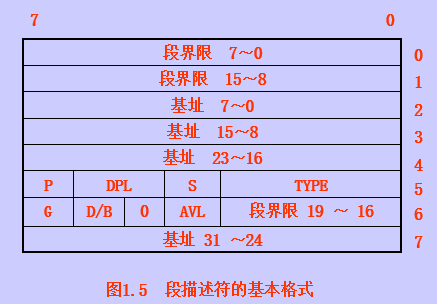 7 0
段界限 7～0 0
段界限 15～8 1
基址 7～0 2
基址 15～8 3
基址 23～16 4
P DPL S TYPE 5
G D/B 0 AVL 段界限 19 ～ 16 6
基址 31 ～24 7
图1.5 段描述符的基本格式